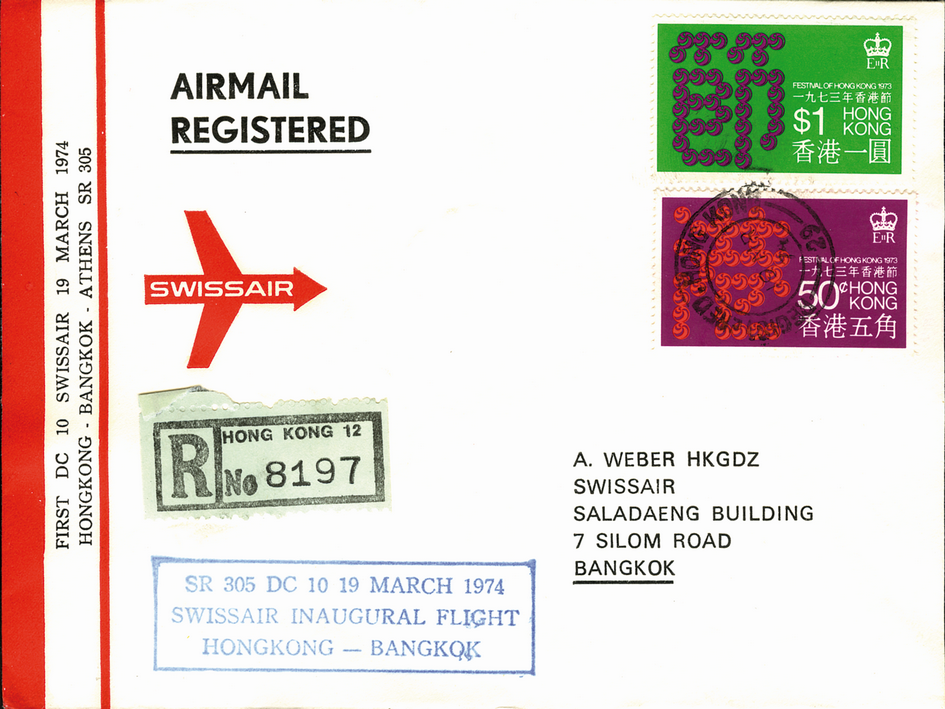 FIRST DC 10 SWISSAIR 19 MARCH 1974
HONGKONG - BANGKOK - ATHENS SR 305
AIRMAIL
REGISTERED
SWISSAIR
EIIR
FESTIVAL OF HONG KONG 1973
一九七三年香港節
$1 HONG
KONG
香港一圓
EIIR
FESTIVAL OF HONG KONG 1973
一九七三年香港節
50¢ HONG
KONG
香港五角
HONG KONG
R
HONG KONG 12
No 8197
A. WEBER HKGDZ
SWISSAIR
SALADAENG BUILDING
7 SILOM ROAD
BANGKOK
SR 305 DC 10 19 MARCH 1974
SWISSAIR INAUGURAL FLIGHT
HONGKONG — BANGKOK